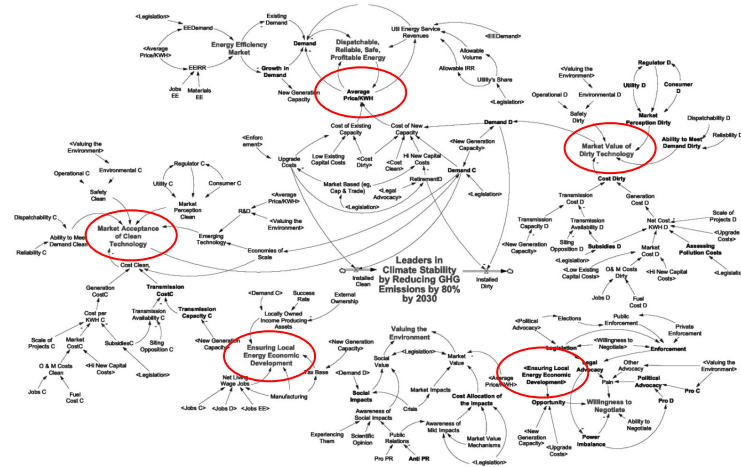 <Legislation>
EEDemand
Existing
Demand
Energy Efficiency
Market
<Average
Price/KWH>
EEIRR
Jobs
EE
Materials
EE
Growth in
Demand
New Generation
Capacity
Demand
Dispatchable,
Reliable, Safe,
Profitable Energy
Average
Price/KWH
Util Energy Service
Revenues
<EEDemand>
Allowable
Volume
Allowable IRR
Utility's Share
<Legislation>
Cost of Existing
Capacity
Cost of New
Capacity
<Enforc
ement>
Upgrade
Costs
Low Existing
Capital Costs
<Cost
Dirty>
<Cost
Clean>
Hi New Capital
Costs
Market Based (eg,
Cap & Trade)
<Legal
Advocacy>
RetirementD
<Legislation>
Demand D
<New Generation
Capacity>
Demand C
<Legislation>
<Valuing the
Environment>
Environmental D
Operational D
Safety
Dirty
Regulator D
Utility D
Consumer D
Market
Perception Dirty
Dispatchability D
Reliability D
Ability to Meet
Demand Dirty
Market Value of
Dirty Technology
Cost Dirty
Transmission
Cost D
Generation
Cost D
Transmission
Capacity D
Transmission
Availability D
<New Generation
Capacity>
Siting
Opposition D
Subsidies D
Net Cost
KWH D
Scale of
Projects D
<Upgrade
Costs>
Assessing
Pollution Costs
<Legislation>
Market
Cost D
<Low Existing
Capital Costs>
<Hi New Capital
Costs>
O & M Costs
Dirty
Jobs D
Fuel
Cost D
<Legislation>
<Valuing the
Environment>
Environmental C
Operational C
Safety
Clean
Regulator C
Utility C
Consumer C
Market
Perception
Clean
Dispatchability C
Reliability C
Ability to Meet
Demand Clean
Market Acceptance
of Clean
Technology
R&D
<Average
Price/KWH>
<Valuing the
Environment>
Emerging
Technology
Economies of
Scale
Cost Clean
Generation
CostC
Transmission
CostC
Cost per
KWH C
Transmission
Availability C
Transmission
Capacity C
<New Generation
Capacity>
Siting
Opposition C
SubsidiesC
<Legislation>
Scale of
Projects C
Market
CostC
<Hi New Capital
Costs>
O & M Costs
Clean
Jobs C
Fuel
Cost C
Installed
Clean
Leaders in
Climate Stability
by Reducing GHG
Emissions by 80%
by 2030
Installed
Dirty
<Demand C>
Success
Rate
External
Ownership
Locally Owned
Income Producing
Assets
Ensuring Local
Energy Economic
Development
<New Generation
Capacity>
Tax Base
Net Living
Wage Jobs
Manufacturing
<Jobs C>
<Jobs D>
<Jobs EE>
Valuing the
Environment
Social
Value
<Legislation>
Market
Value
<Demand D>
Social
Impacts
Crisis
Market Impacts
Cost Allocation of
the Impacts
<Average
Price/KWH>
Awareness of
Social Impacts
Experiencing
Them
Scientific
Opinion
Public
Relations
Pro PR
Anti PR
Awareness of
Mkt Impacts
Market Value
Mechanisms
<Legislation>
<Political
Advocacy>
Elections
Public
Enforcement
Private
Enforcement
Legislation
<Willingness to
Negotiate>
Enforcement
<Ensuring Local
Energy Economic
Development>
Legal
Advocacy
Other
Advocacy
<Valuing the
Environment>
Pain
Political
Advocacy
Pro C
Pro D
Opportunity
Willingness to
Negotiate
<New
Generation
Capacity>
<Upgrade
Costs>
Power
Imbalance
Ability to
Negotiate